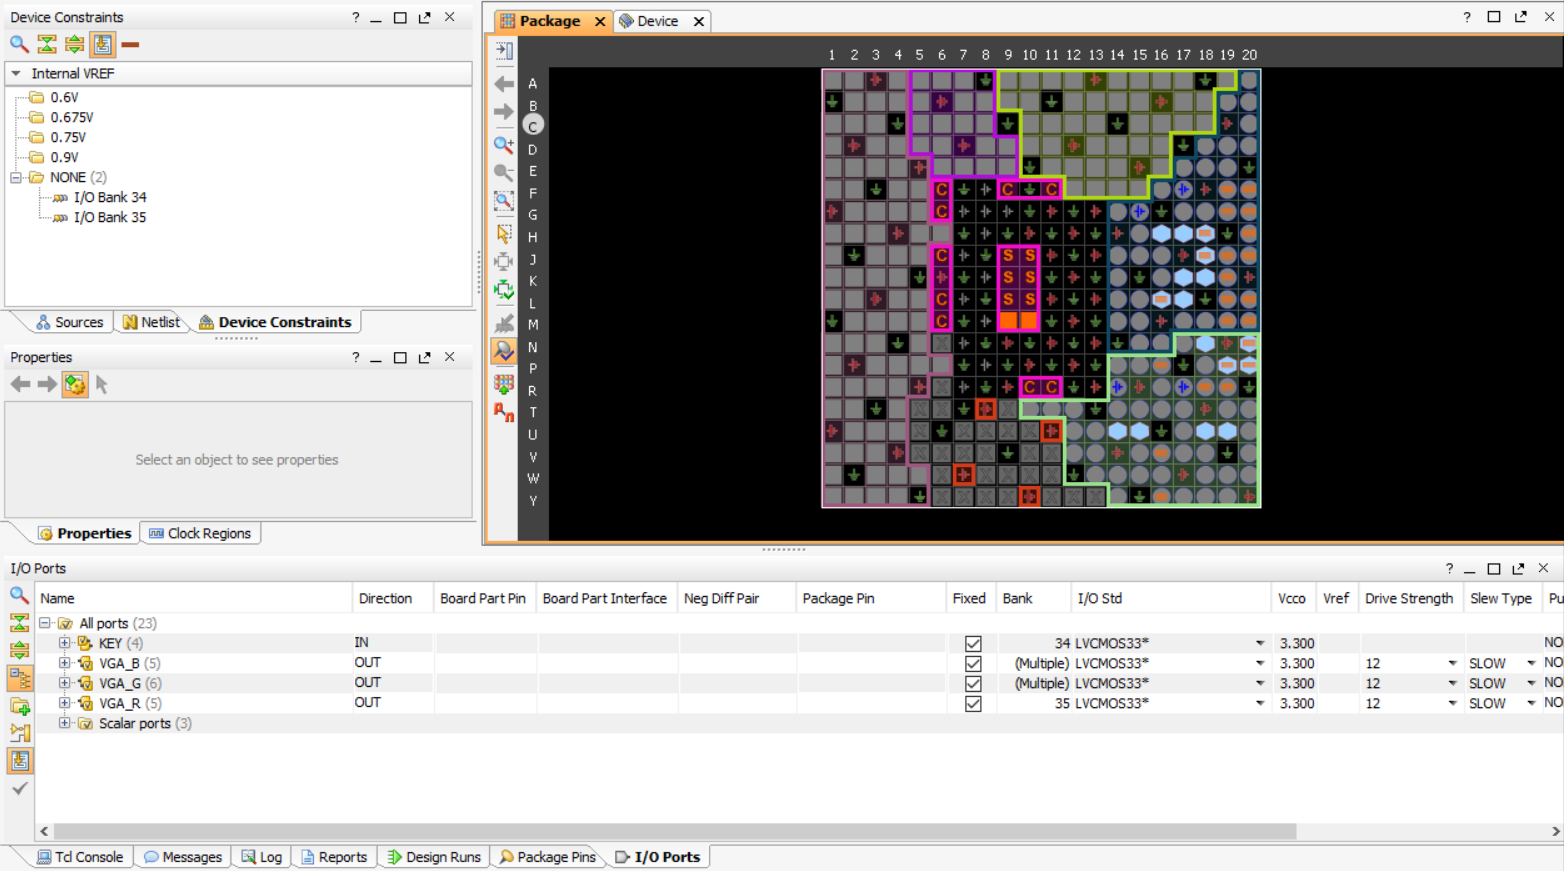 Device Constraints
Internal VREF
0.6V
0.675V
0.75V
0.9V
NONE (2)
I/O Bank 34
I/O Bank 35
Sources Netlist Device Constraints
Properties
Select an object to see properties
Properties Clock Regions
Package Device
1 2 3 4 5 6 7 8 9 10 11 12 13 14 15 16 17 18 19 20
A
B
C
D
E
F C C C
G C
H
J C S S
K S S
L C S S
M C
N
P
R C C
T
U
V
W
Y
I/O Ports
Name Direction Board Part Pin Board Part Interface Neg Diff Pair Package Pin Fixed Bank I/O Std Vcco Vref Drive Strength Slew Type Pu
All ports (23)
KEY (4) IN 34 LVCMOS33* 3.300 NO
VGA_B (5) OUT (Multiple) LVCMOS33* 3.300 12 SLOW NO
VGA_G (6) OUT (Multiple) LVCMOS33* 3.300 12 SLOW NO
VGA_R (5) OUT 35 LVCMOS33* 3.300 12 SLOW NO
Scalar ports (3)
Tcl Console Messages Log Reports Design Runs Package Pins I/O Ports